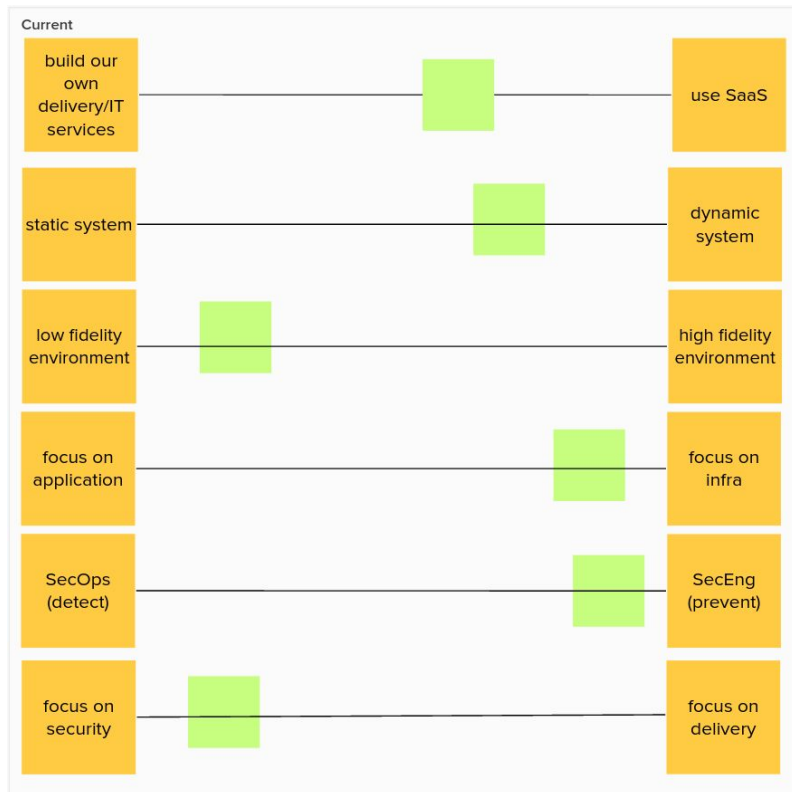 Current
build our
own
delivery/IT
services
use SaaS
static system
dynamic
system
low fidelity
environment
high fidelity
environment
focus on
application
focus on
infra
SecOps
(detect)
SecEng
(prevent)
focus on
security
focus on
delivery